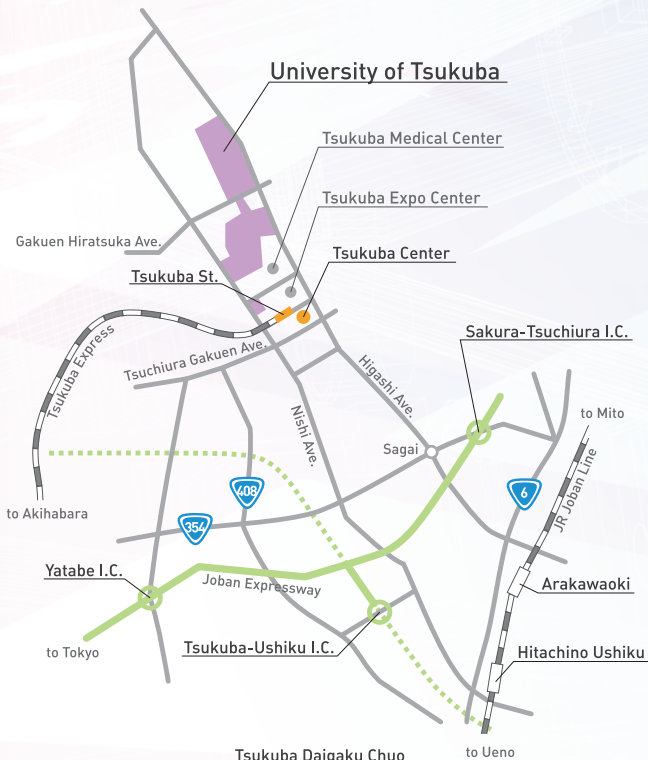 University of Tsukuba
Tsukuba Medical Center
Tsukuba Expo Center
Gakuen Hiratsuka Ave.
Tsukuba Center
Tsukuba St.
Tsukuba Express
Tsuchiura Gakuen Ave.
Sakura-Tsuchiura I.C.
Higashi Ave.
Nishi Ave.
to Mito
Sagai
408
6
JR Joban Line
to Akihabara
354
Yatabe I.C.
Joban Expressway
Arakawaoki
to Tokyo
Tsukuba-Ushiku I.C.
Hitachino Ushiku
to Ueno
Tsukuba Daigaku Chuo